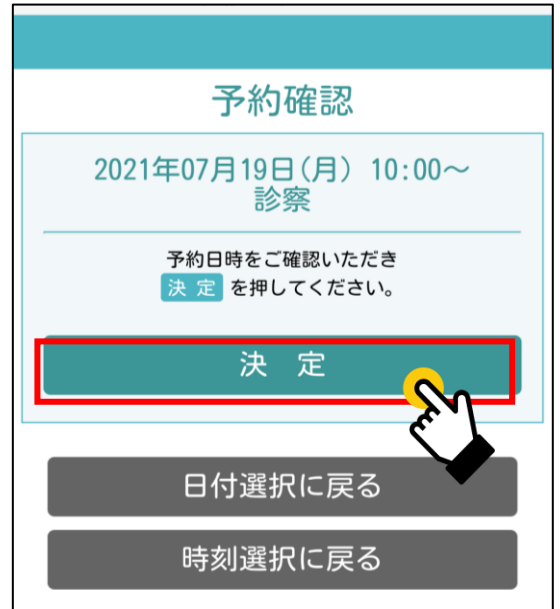 予約確認
2021年07月19日(月) 10:00～
診察
予約日時をご確認いただき
決 定 を押してください。
決 定
日付選択に戻る
時刻選択に戻る